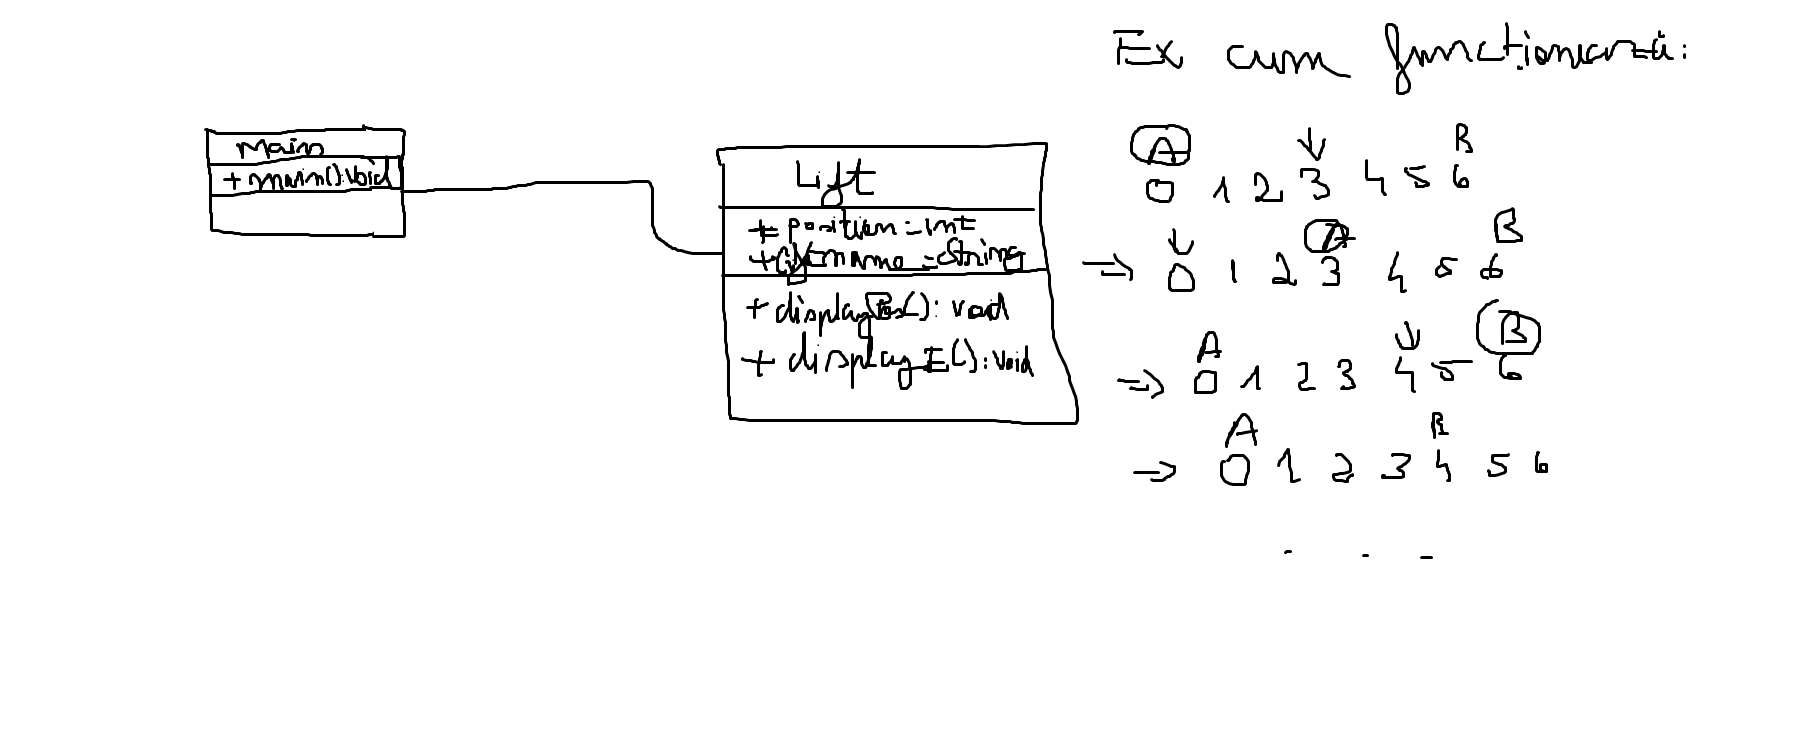 Main
+ main():void
Lift
+ position:int
name:String
+ displayPos(): void
+ displayE():void
Ex cum funcționează:
A B
0 1 2 3 4 5 6
A B
=> 0 1 2 3 4 5 6
A B
=> 0 1 2 3 4 5 6
A B
=> 0 1 2 3 4 5 6
. . .